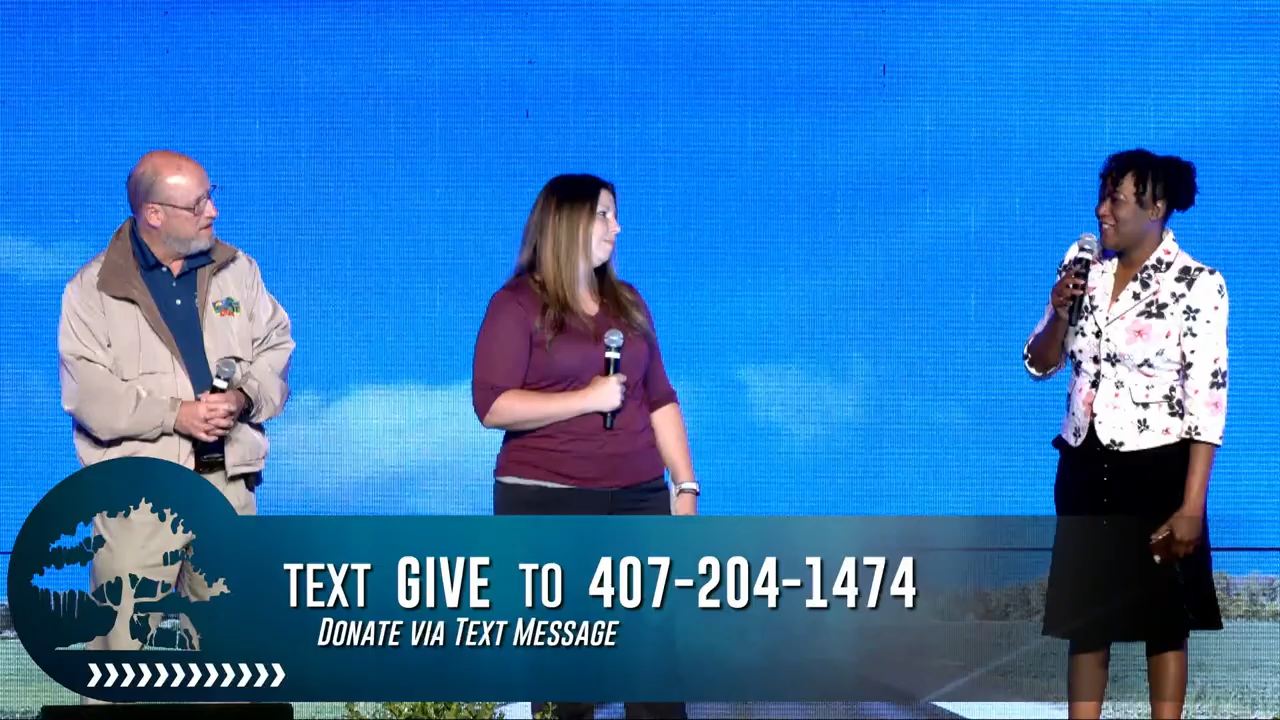 TEXT GIVE TO 407-204-1474
DONATE VIA TEXT MESSAGE